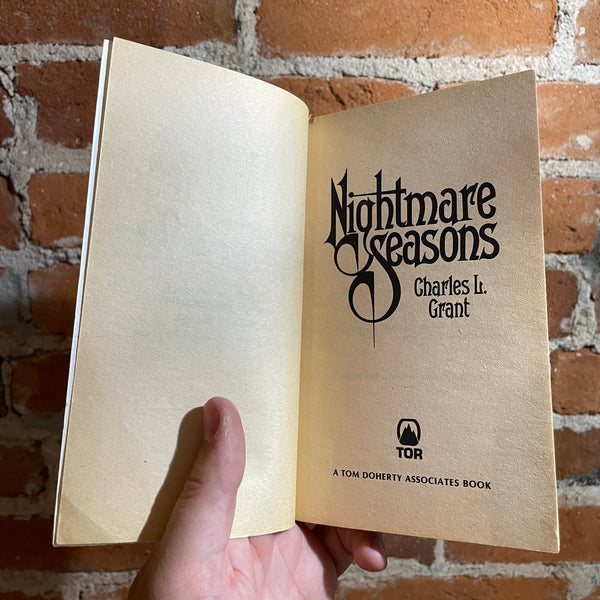 Nightmare
Seasons
Charles L.
Grant
TOR
A TOM DOHERTY ASSOCIATES BOOK